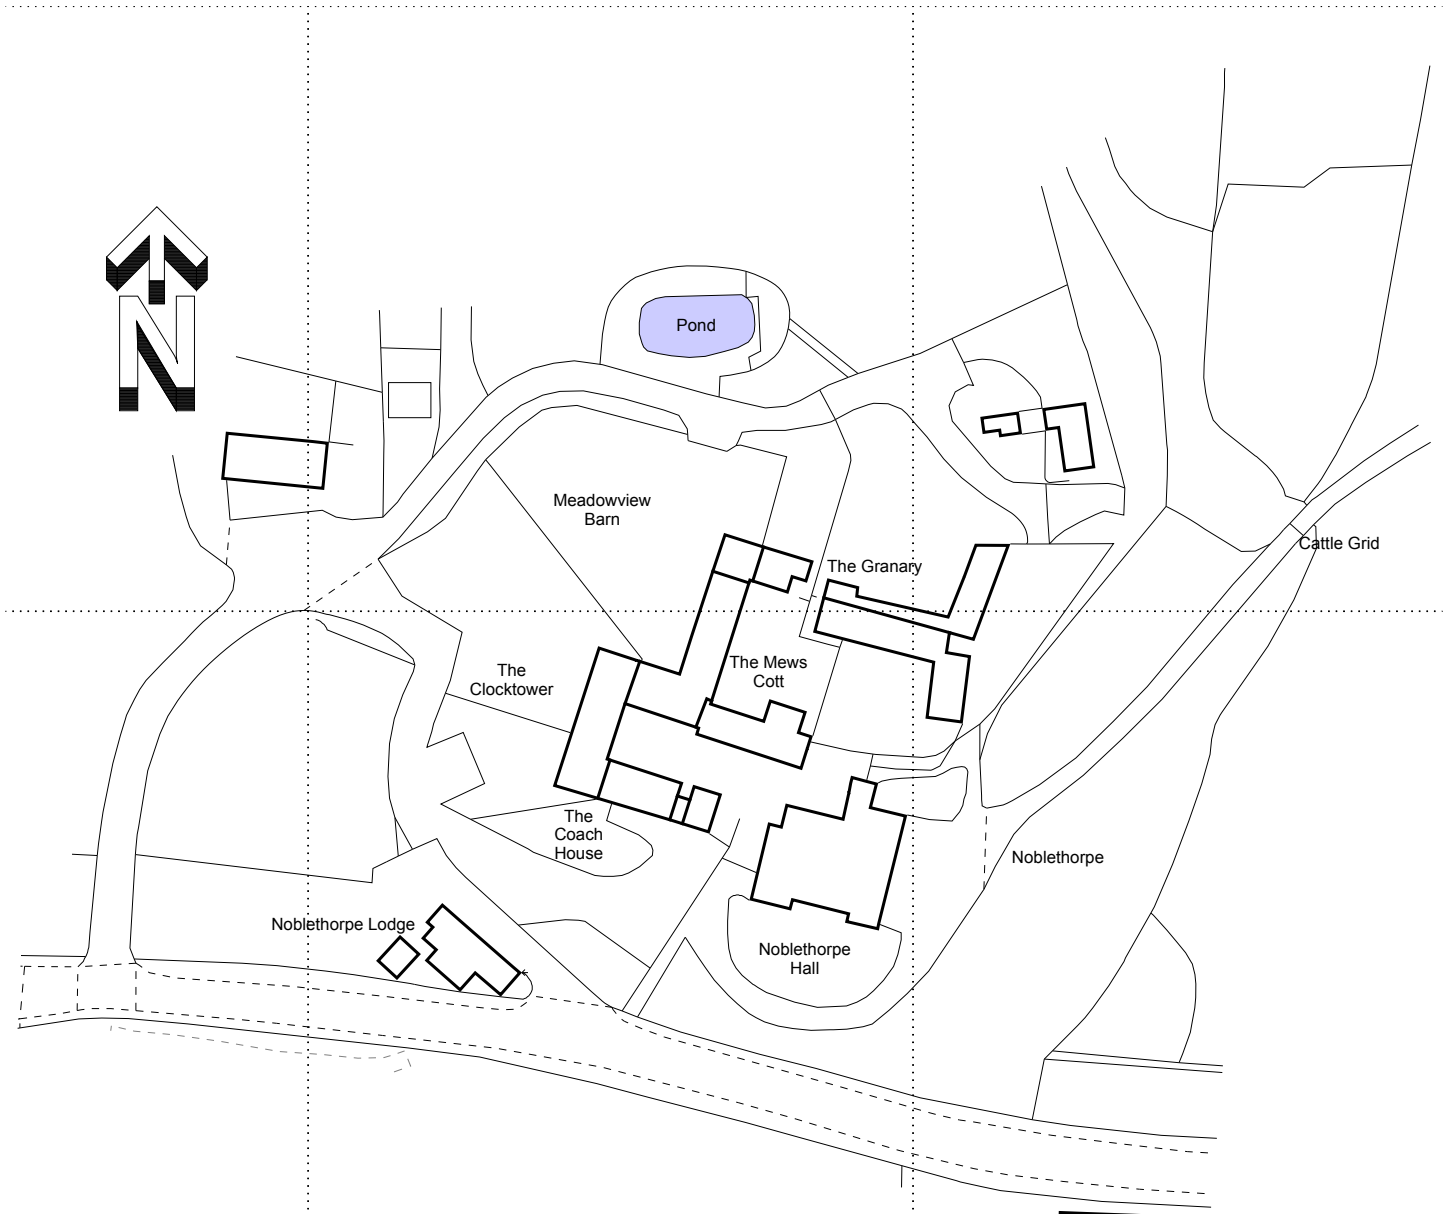 N
Pond
Meadowview
Barn
Cattle Grid
The Granary
The Mews
Cott
The
Clocktower
The
Coach
House
Noblethorpe
Noblethorpe Lodge
Noblethorpe
Hall